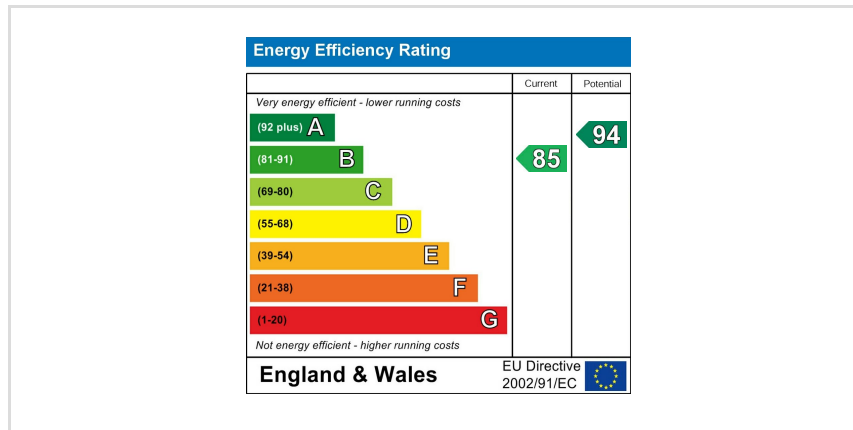 Energy Efficiency Rating
Current Potential
Very energy efficient - lower running costs
(92 plus) A
94
(81-91) B
85
(69-80) C
(55-68) D
(39-54) E
(21-38) F
(1-20) G
Not energy efficient - higher running costs
England & Wales
EU Directive
2002/91/EC